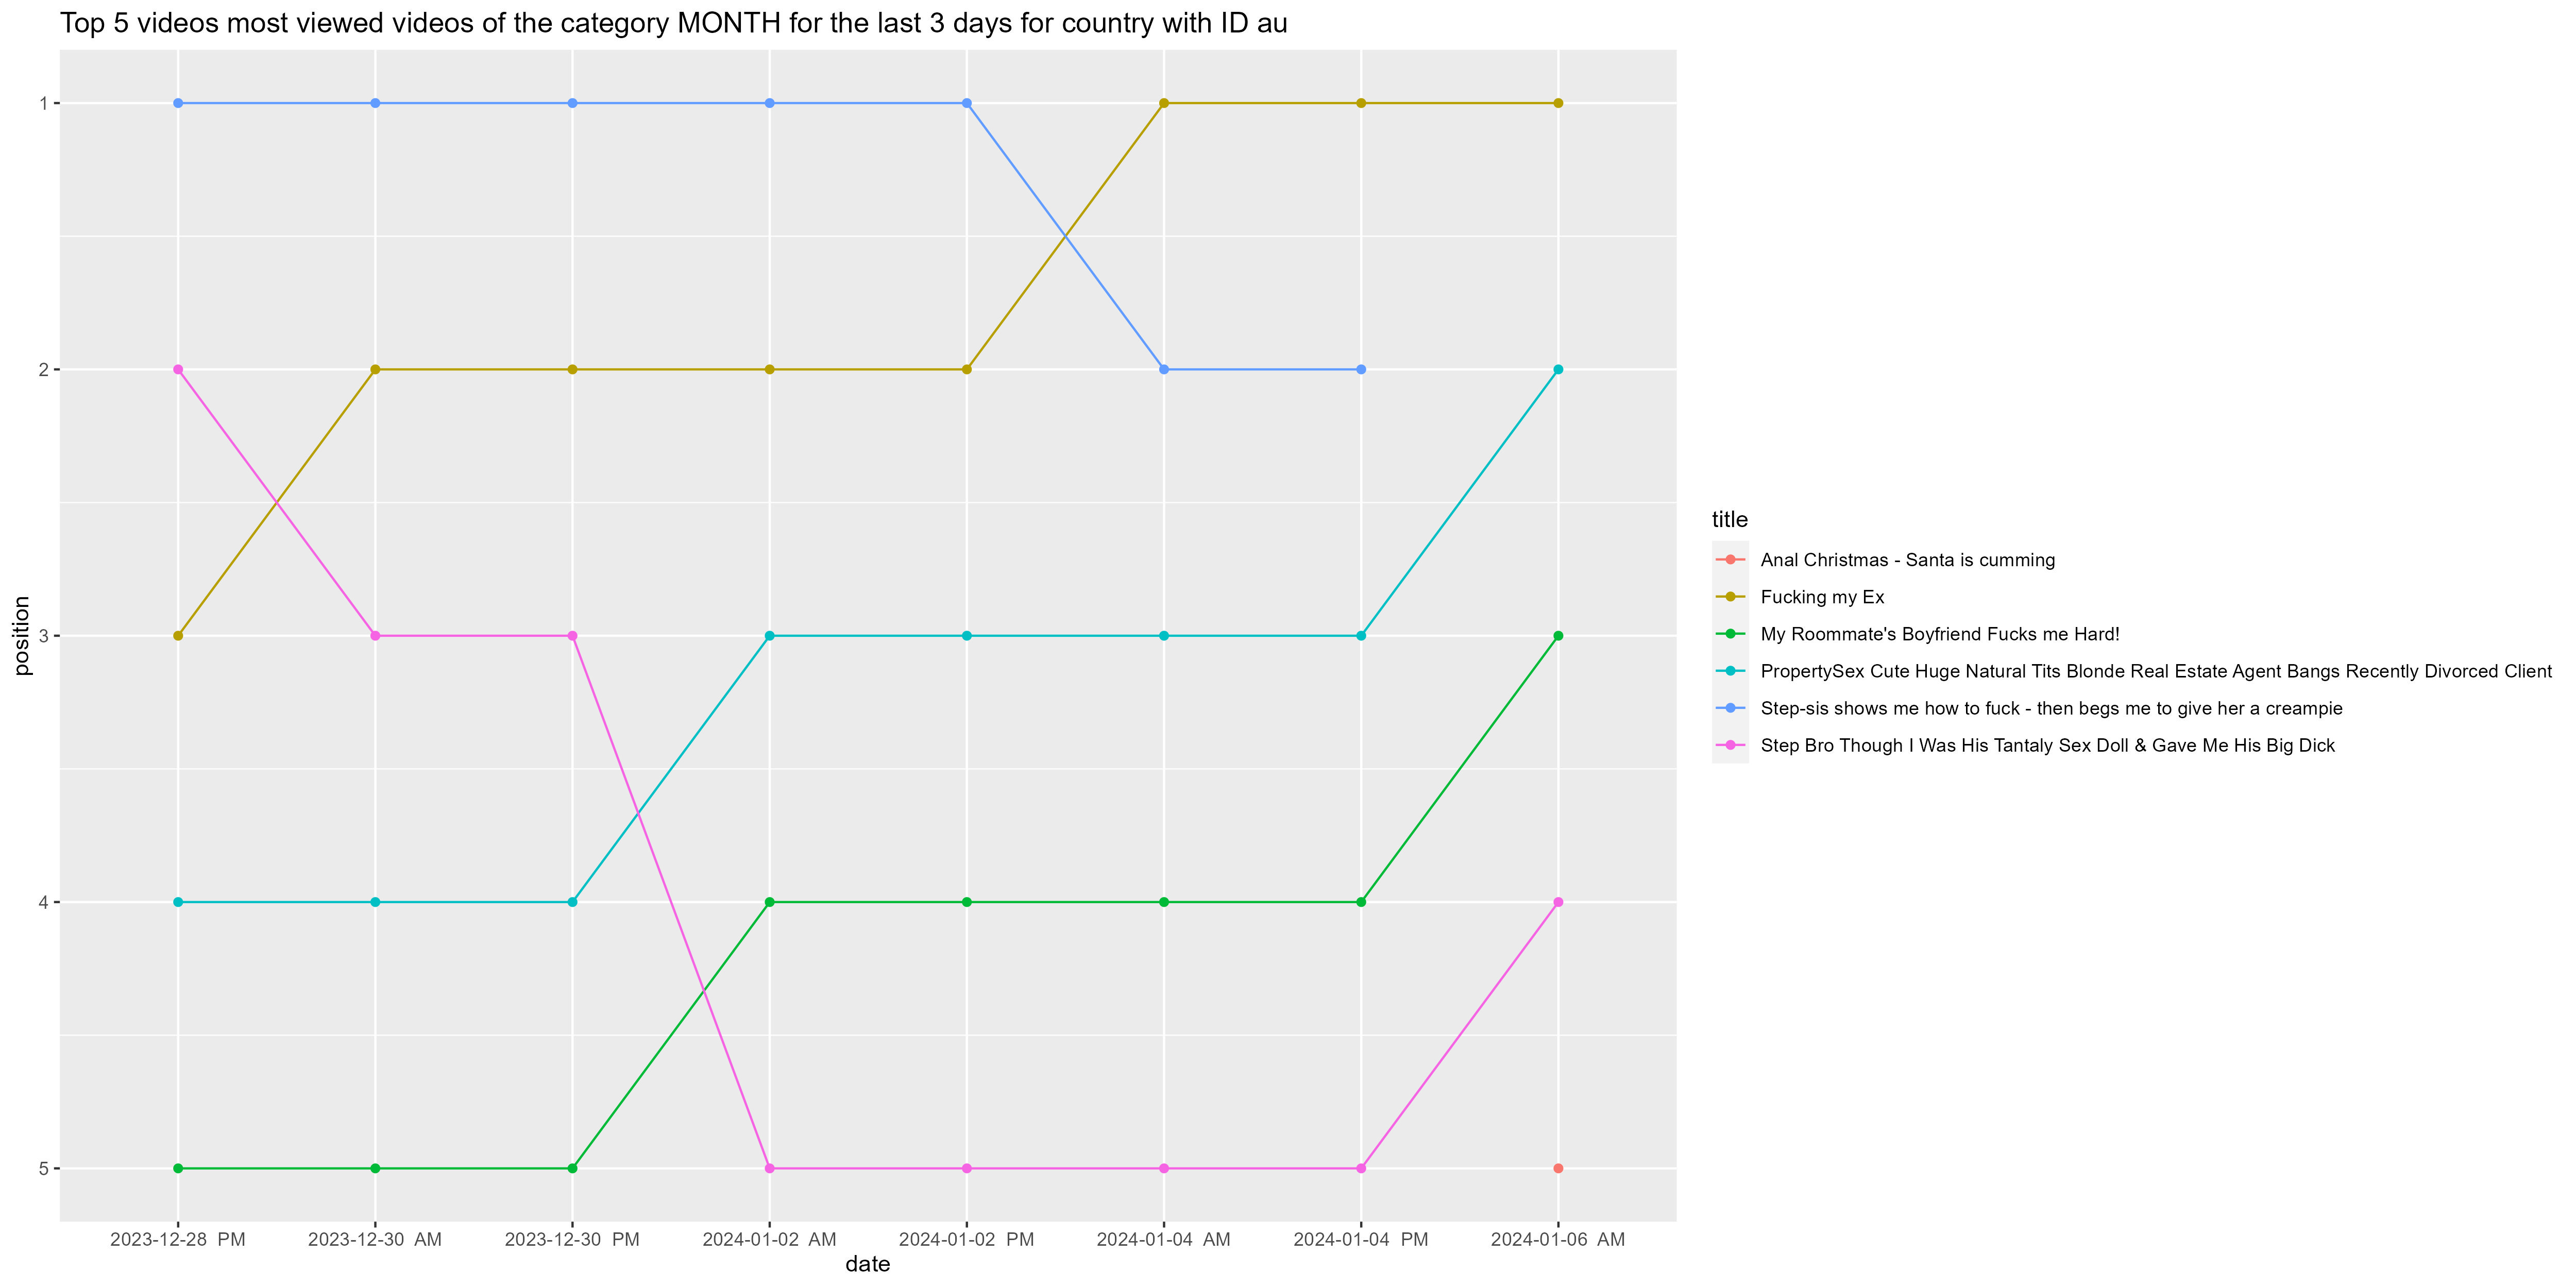 Top 5 videos most viewed videos of the category MONTH for the last 3 days for country with ID au
position
1
2
3
4
5
2023-12-28 PM
2023-12-30 AM
2023-12-30 PM
2024-01-02 AM
2024-01-02 PM
2024-01-04 AM
2024-01-04 PM
2024-01-06 AM
date
title
Anal Christmas - Santa is cumming
Fucking my Ex
My Roommate's Boyfriend Fucks me Hard!
PropertySex Cute Huge Natural Tits Blonde Real Estate Agent Bangs Recently Divorced Client
Step-sis shows me how to fuck - then begs me to give her a creampie
Step Bro Though I Was His Tantaly Sex Doll & Gave Me His Big Dick